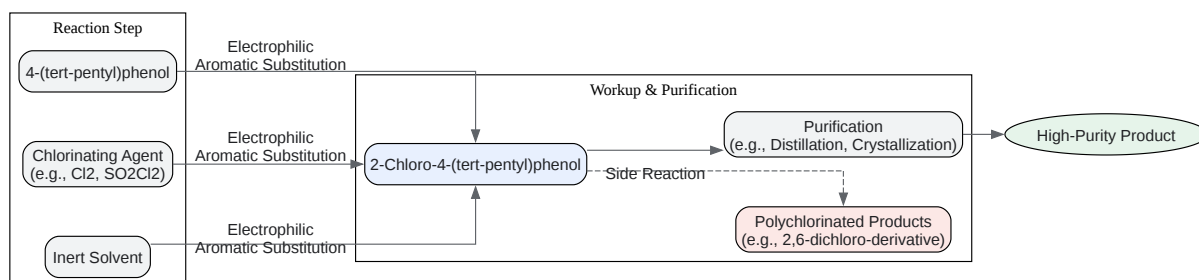 Reaction Step
4-(tert-pentyl)phenol
Chlorinating Agent
(e.g., Cl2, SO2Cl2)
Inert Solvent
Electrophilic
Aromatic Substitution
Electrophilic
Aromatic Substitution
Electrophilic
Aromatic Substitution
Workup & Purification
2-Chloro-4-(tert-pentyl)phenol
Side Reaction
Purification
(e.g., Distillation, Crystallization)
Polychlorinated Products
(e.g., 2,6-dichloro-derivative)
High-Purity Product